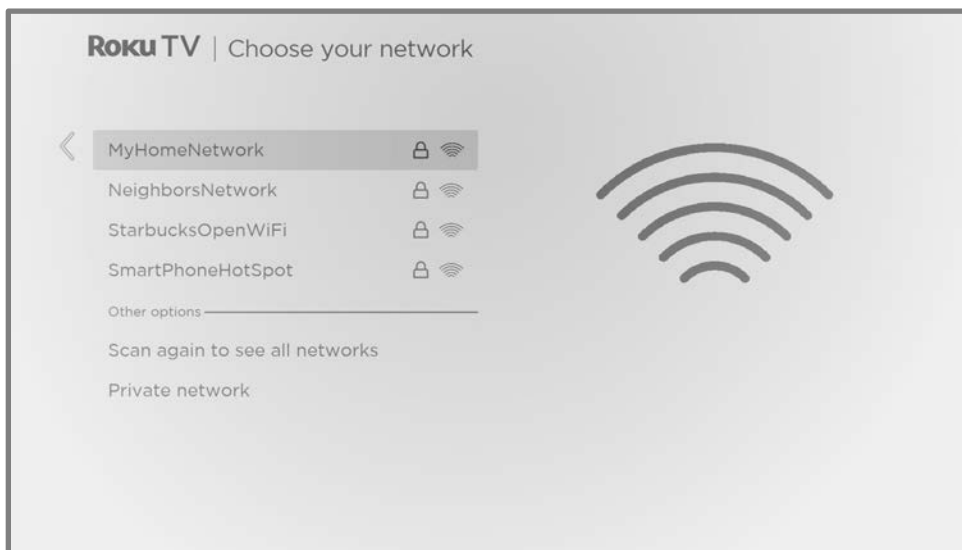 Roku TV | Choose your network
MyHomeNetwork
NeighborsNetwork
StarbucksOpenWiFi
SmartPhoneHotSpot
Other options
Scan again to see all networks
Private network